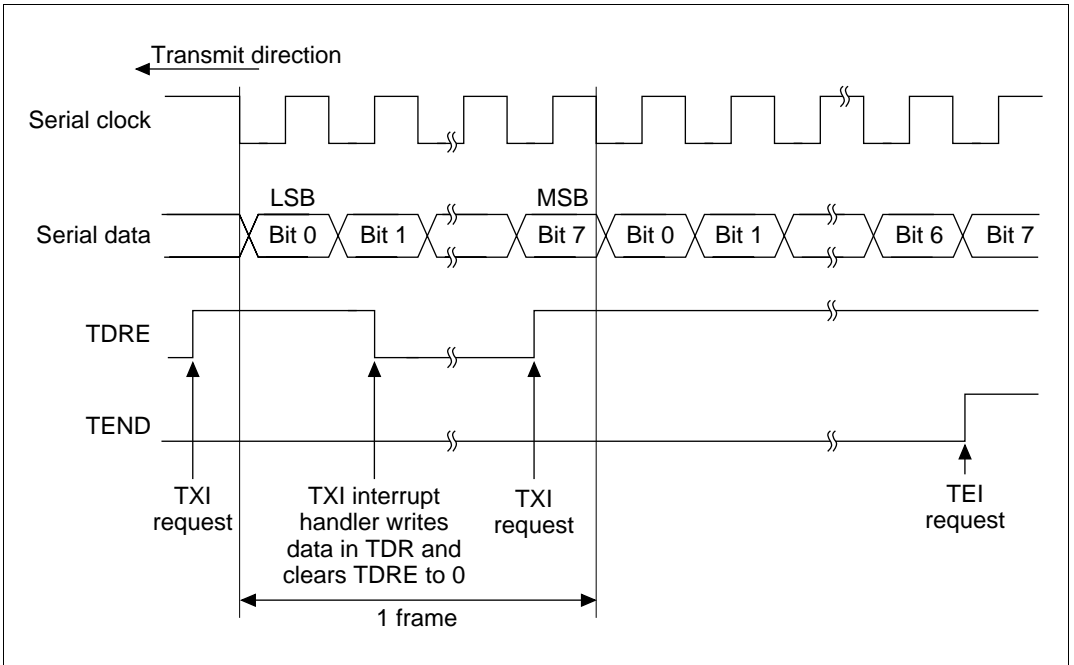 Transmit direction
Serial clock
LSB
MSB
Serial data
Bit 0
Bit 1
Bit 7
Bit 0
Bit 1
Bit 6
Bit 7
TDRE
TEND
TXI
request
TXI interrupt
handler writes
data in TDR and
clears TDRE to 0
TXI
request
TEI
request
1 frame